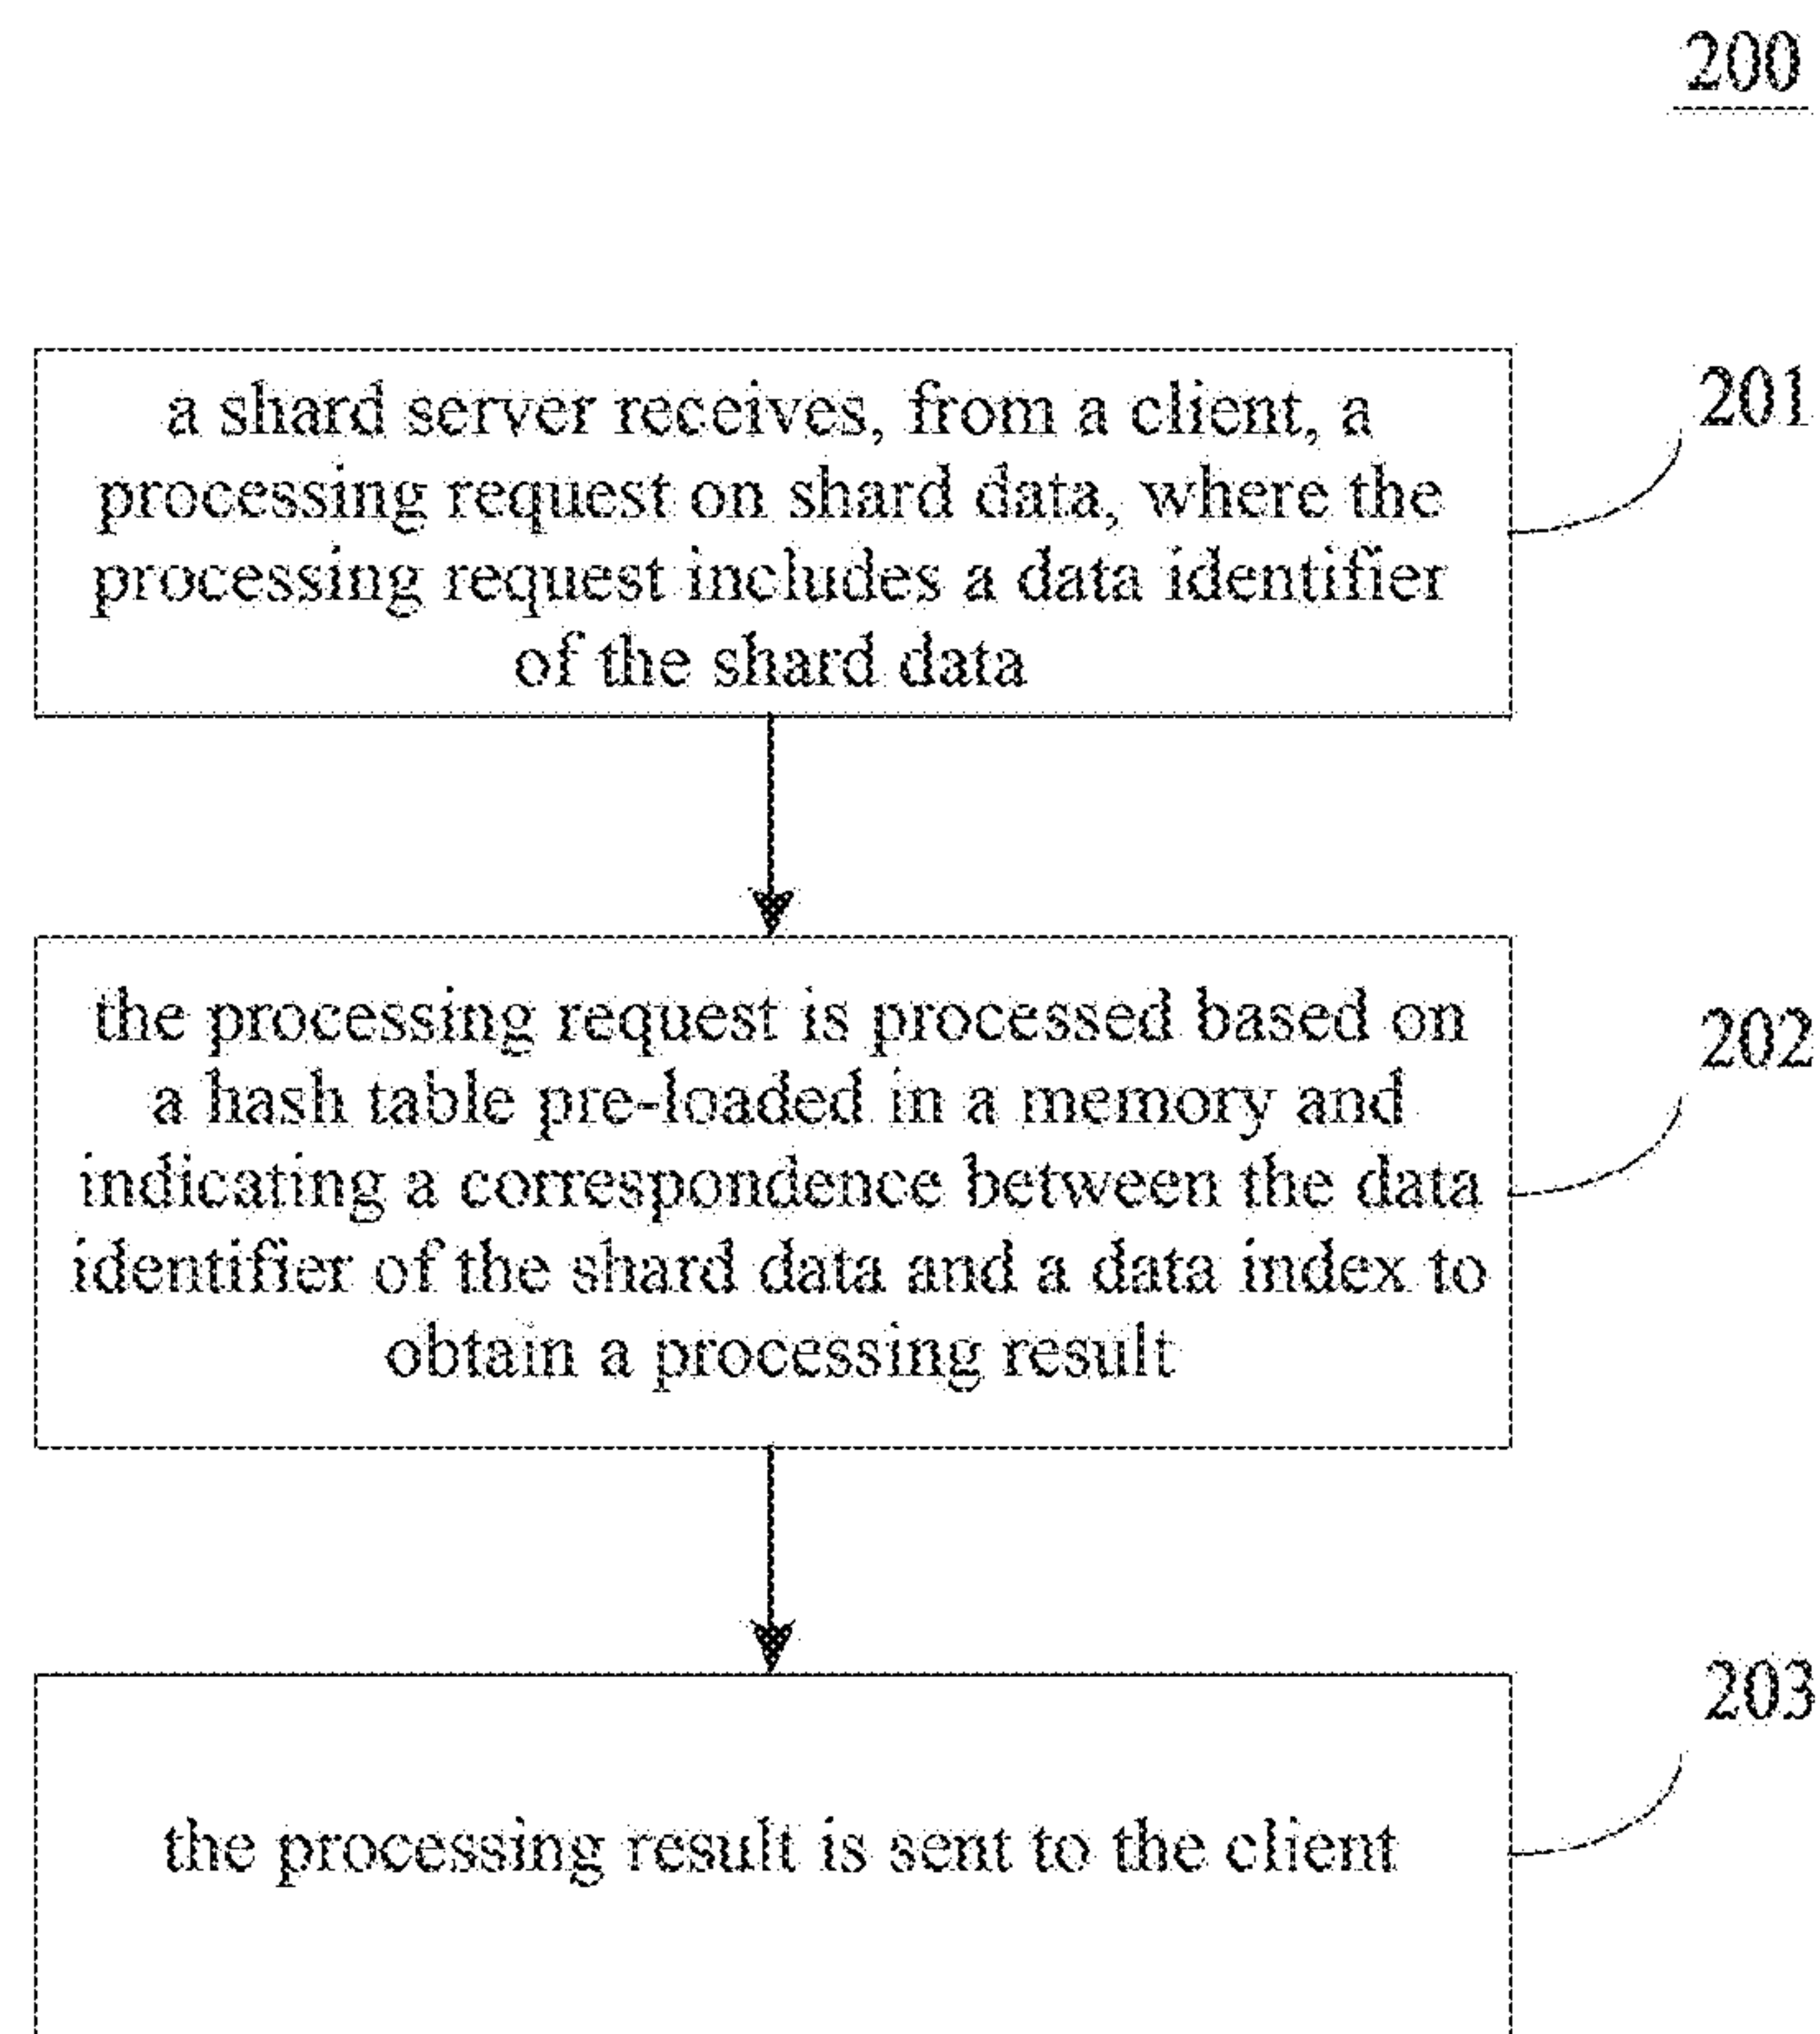 200
a shard server receives, from a client, a
201
processing request on shard data, where the
processing request includes a data identifier
of the shard data
the processing request is processed based on
202
a hash table pre-loaded in a memory and
indicating a correspondence between the data
identifier of the shard data and a data index to
obtain a processing result
203
the processing result is sent to the client